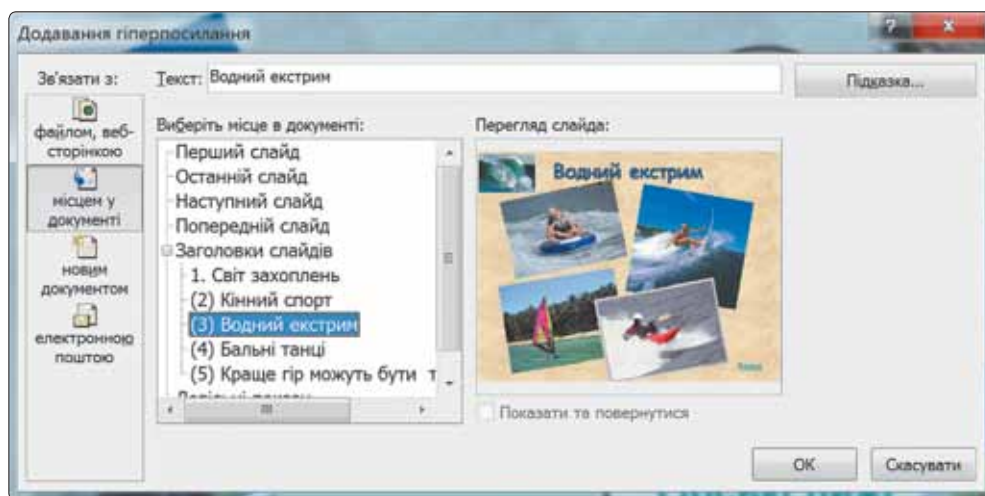 Додавання гіперпосилання
Зв'язати з:
Текст: Водний екстрим
Підказка...
файлом, веб-
сторінкою
місцем у
документі
новим
документом
електронною
поштою
Виберіть місце в документі:
Перший слайд
Останній слайд
Наступний слайд
Попередній слайд
Заголовки слайдів
1. Світ захоплень
(2) Кінний спорт
(3) Водний екстрим
(4) Бальні танці
(5) Краще гір можуть бути т
Перегляд слайда:
Водний екстрим
Показати та повернутися
ОК
Скасувати